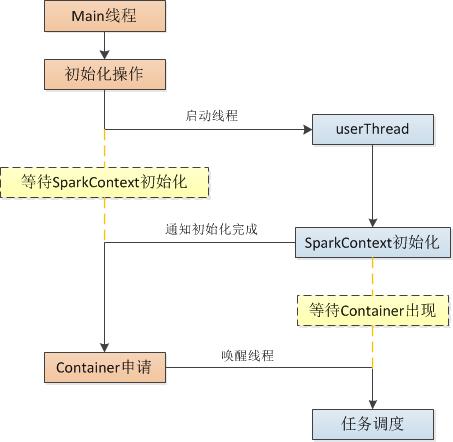 Main线程
初始化操作
启动线程
userThread
等待SparkContext初始化
通知初始化完成
SparkContext初始化
等待Container出现
唤醒线程
Container申请
任务调度